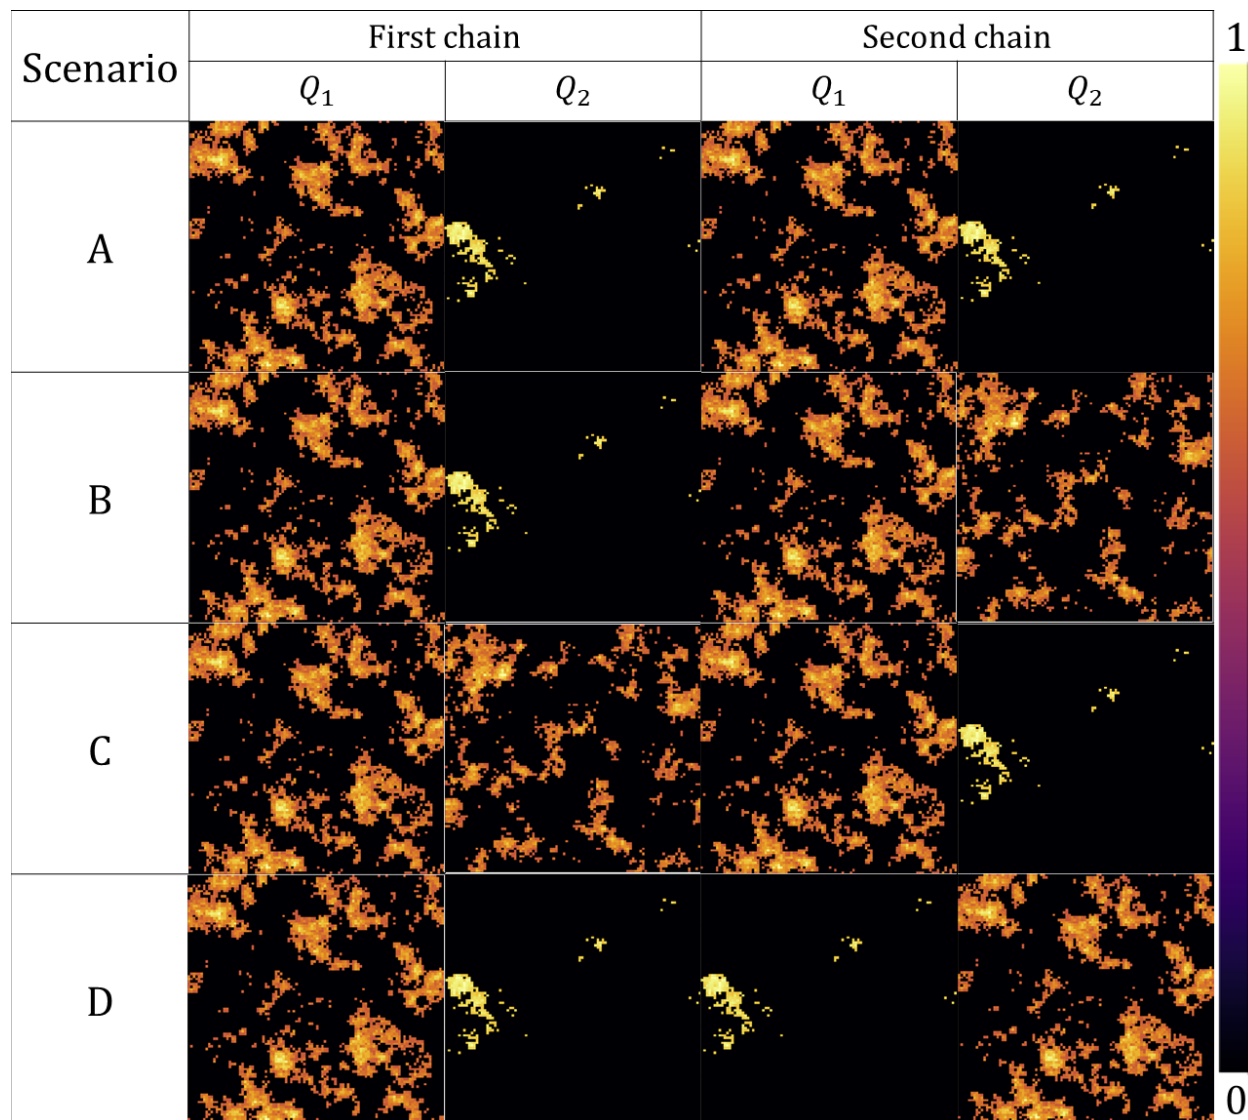 Scenario
First chain
Second chain
Q₁
Q₂
Q₁
Q₂
A
B
C
D
1
0